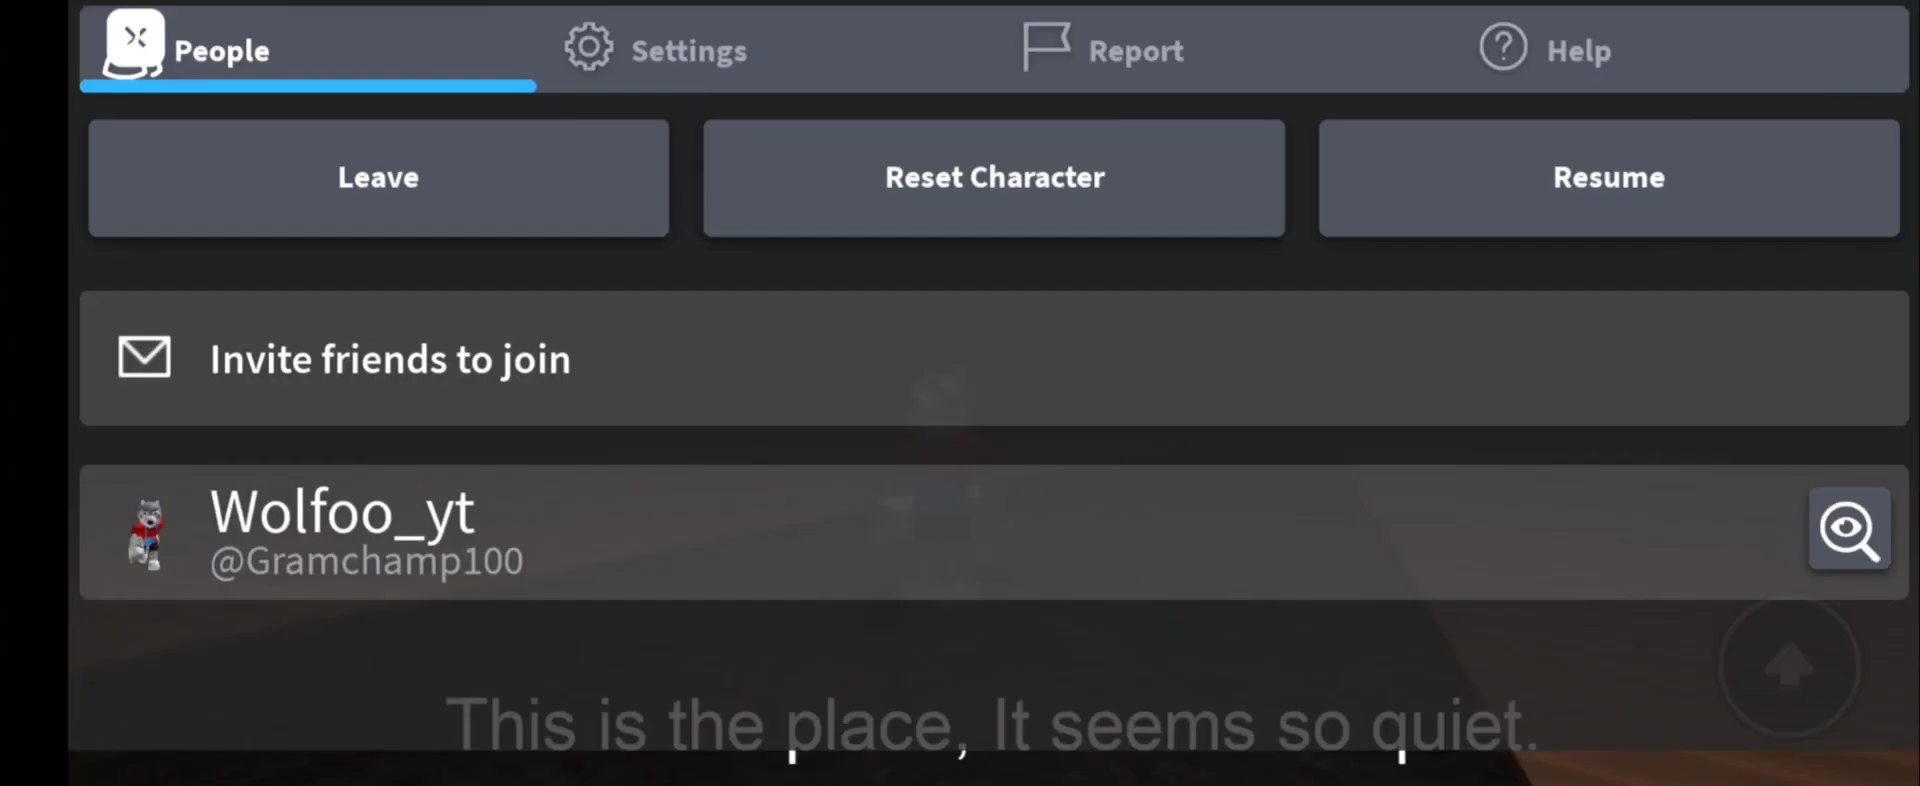 People
Settings
Report
Help
Leave
Reset Character
Resume
Invite friends to join
Wolfoo_yt
@Gramchamp100
This is the place, It seems so quiet.